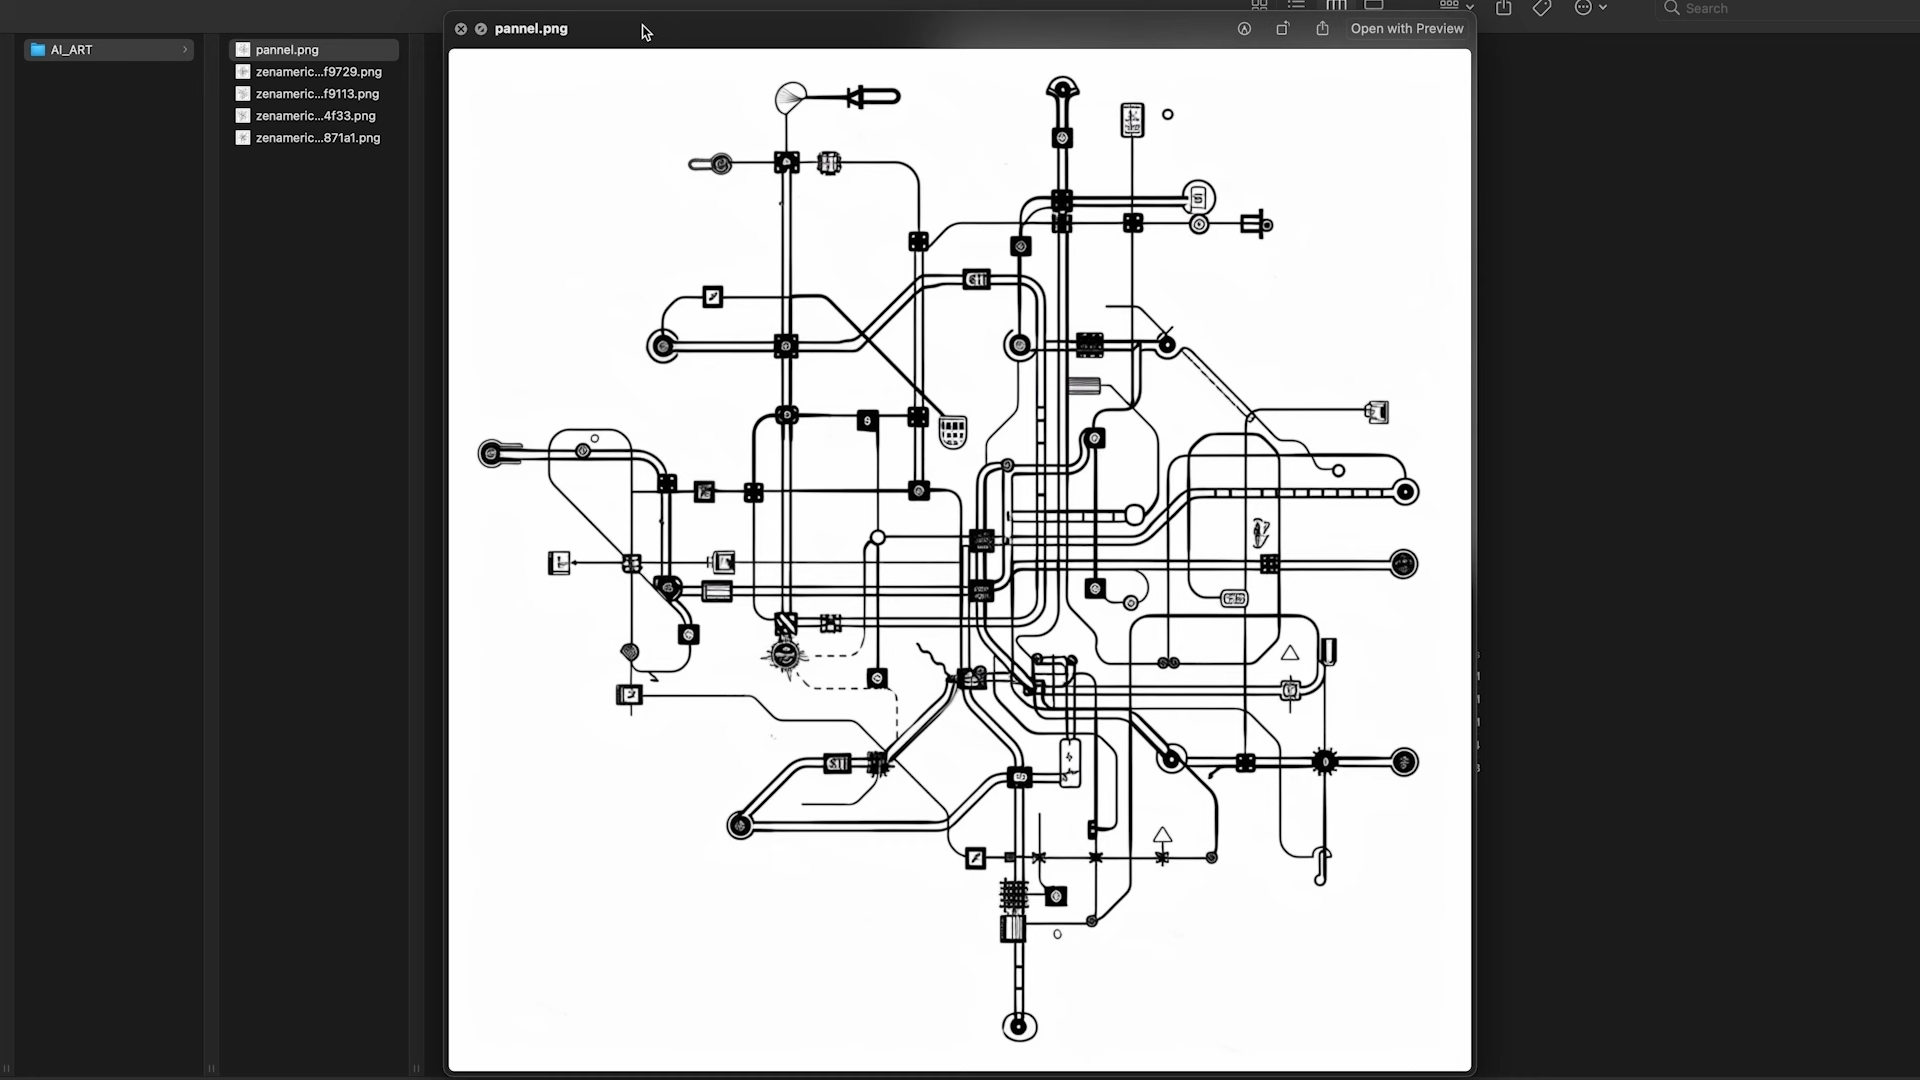 pannel.png
Open with Preview
Search
AI_ART
pannel.png
zenameric...f9729.png
zenameric...f9113.png
zenameric...4f33.png
zenameric...871a1.png